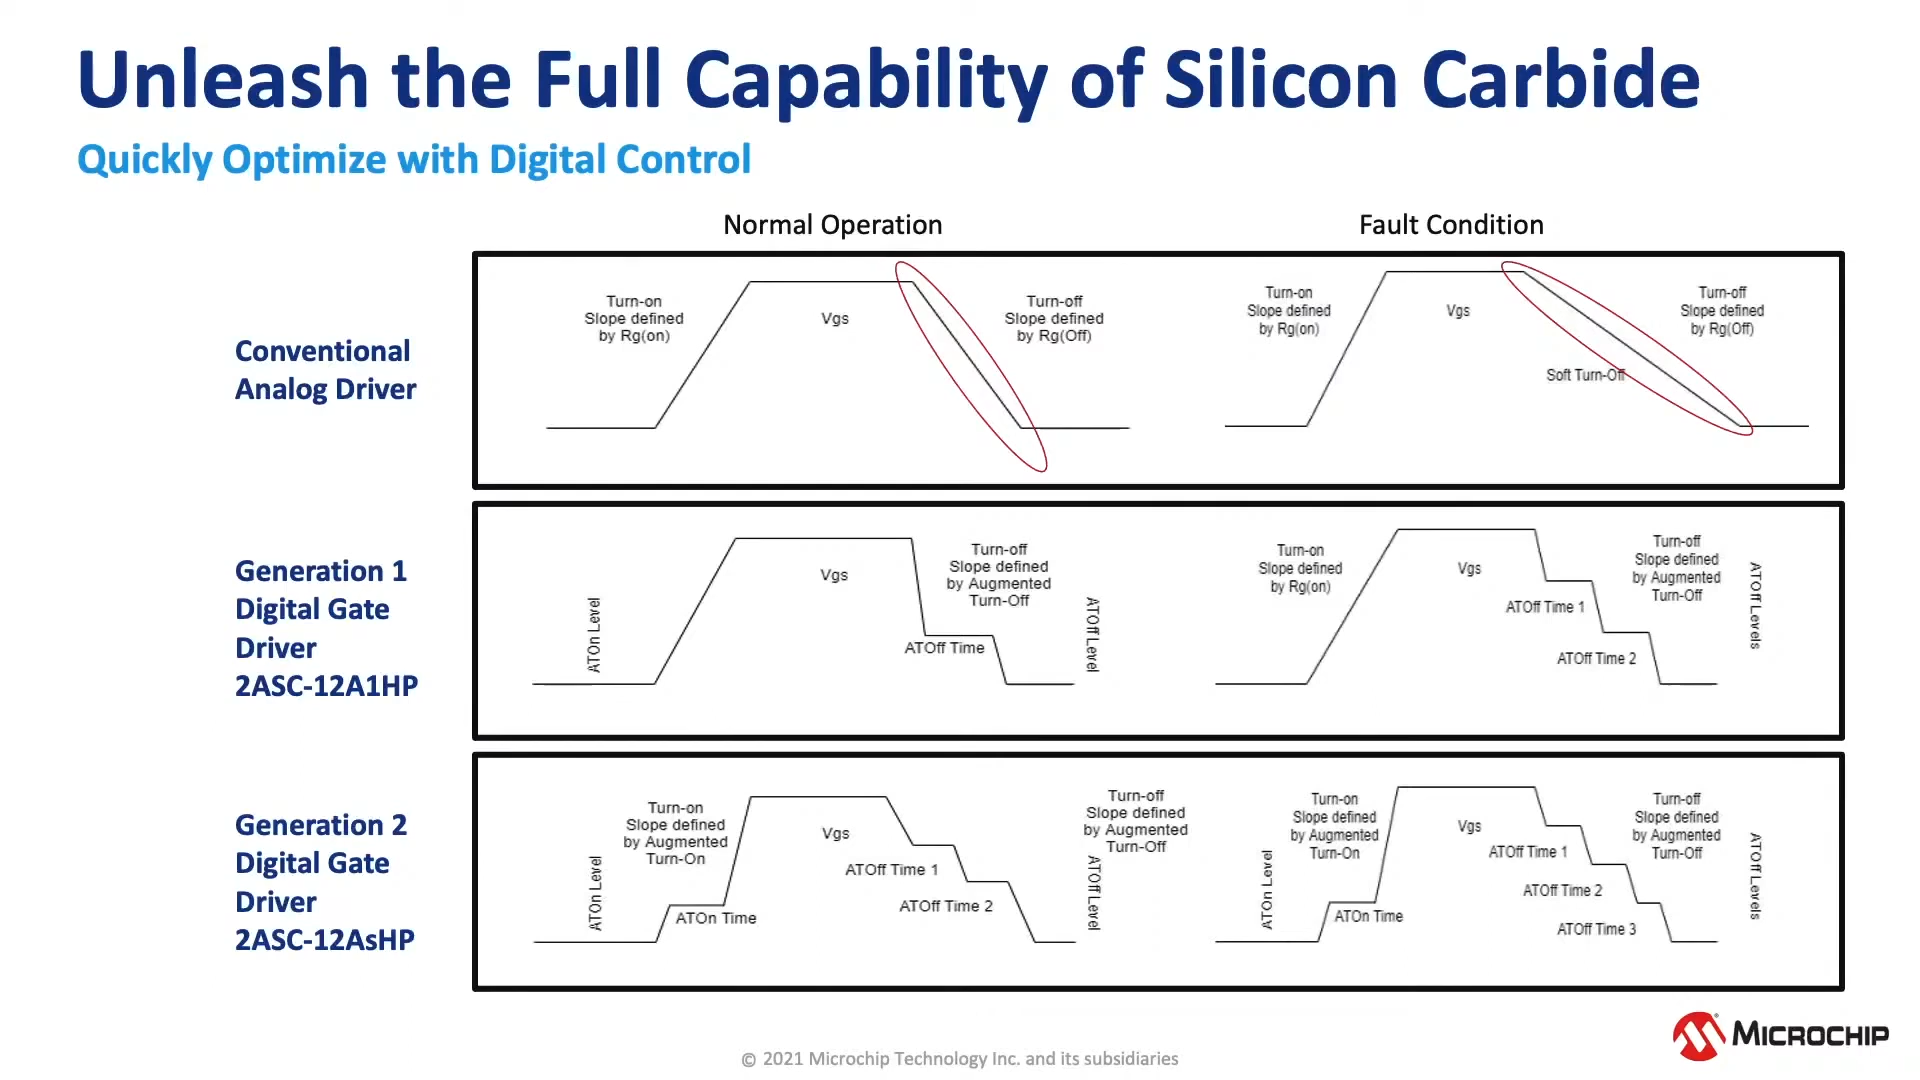 Unleash the Full Capability of Silicon Carbide
Quickly Optimize with Digital Control
Normal Operation
Fault Condition
Conventional
Analog Driver
Turn-on
Slope defined
by Rg(on)
Vgs
Turn-off
Slope defined
by Rg(Off)
Turn-on
Slope defined
by Rg(on)
Vgs
Soft Turn-Off
Turn-off
Slope defined
by Rg(Off)
Generation 1
Digital Gate
Driver
2ASC-12A1HP
ATOn Level
Vgs
Turn-off
Slope defined
by Augmented
Turn-Off
ATOff Time
ATOff Level
Turn-on
Slope defined
by Rg(on)
Vgs
ATOff Time 1
ATOff Time 2
Turn-off
Slope defined
by Augmented
Turn-Off
ATOff Levels
Generation 2
Digital Gate
Driver
2ASC-12AsHP
ATOn Level
Turn-on
Slope defined
by Augmented
Turn-On
ATOn Time
Vgs
ATOff Time 1
ATOff Time 2
Turn-off
Slope defined
by Augmented
Turn-Off
ATOff Level
ATOn Level
Turn-on
Slope defined
by Augmented
Turn-On
ATOn Time
Vgs
ATOff Time 1
ATOff Time 2
ATOff Time 3
Turn-off
Slope defined
by Augmented
Turn-Off
ATOff Levels
MICROCHIP
© 2021 Microchip Technology Inc. and its subsidiaries